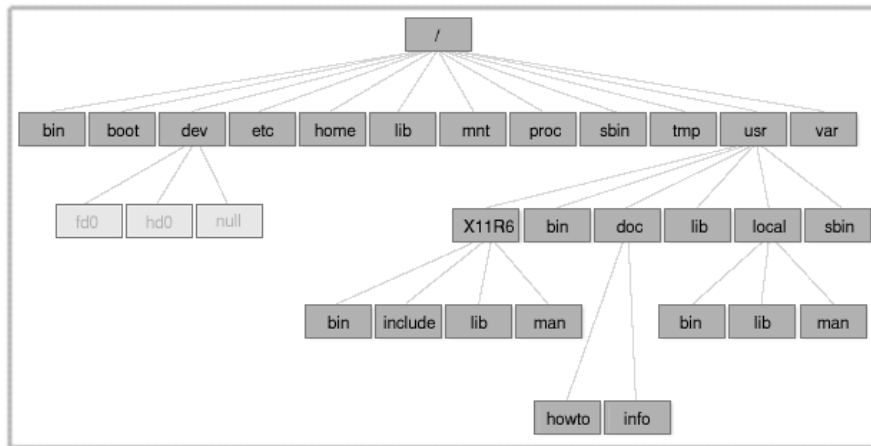 /
bin boot dev etc home lib mnt proc sbin tmp usr var
fd0 hd0 null X11R6 bin doc lib local sbin
bin include lib man bin lib man
howto info